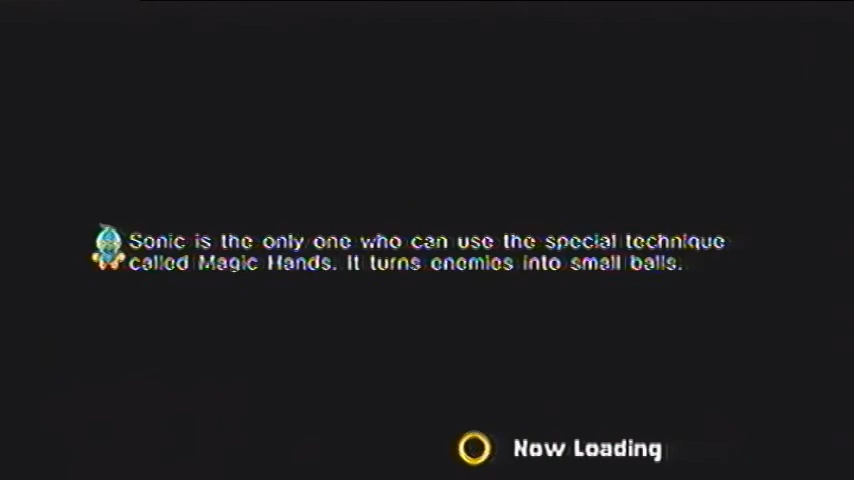 Sonic is the only one who can use the special technique
called Magic Hands. It turns enemies into small balls.
Now Loading